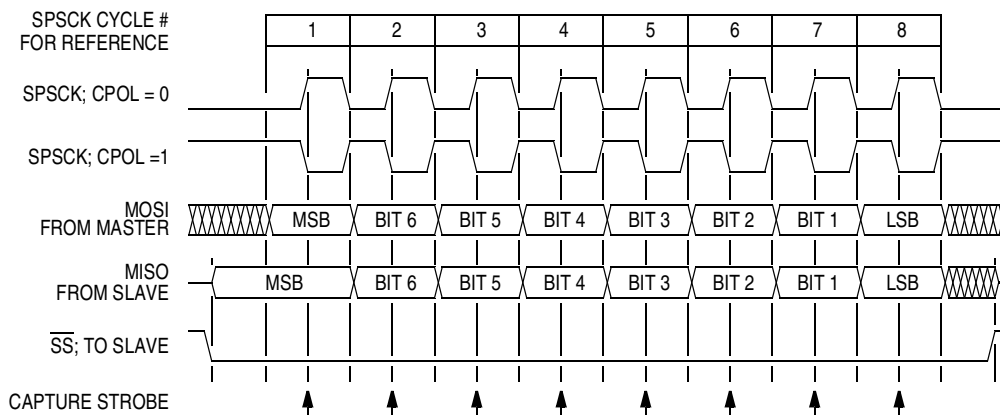 SPSCK CYCLE #
FOR REFERENCE
1 2 3 4 5 6 7 8
SPSCK; CPOL = 0
SPSCK; CPOL =1
MOSI
FROM MASTER
MSB BIT 6 BIT 5 BIT 4 BIT 3 BIT 2 BIT 1 LSB
MISO
FROM SLAVE
MSB BIT 6 BIT 5 BIT 4 BIT 3 BIT 2 BIT 1 LSB
SS; TO SLAVE
CAPTURE STROBE